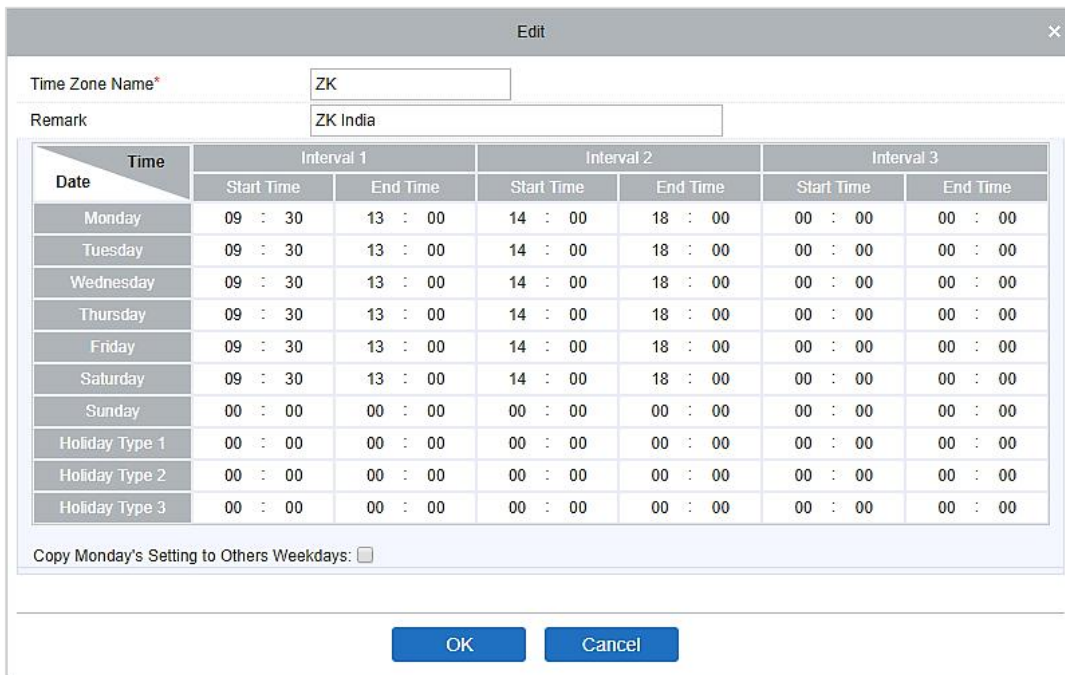 Edit ×
Time Zone Name* ZK
Remark ZK India
Time Interval 1 Interval 2 Interval 3
Date Start Time End Time Start Time End Time Start Time End Time
Monday 09 : 30 13 : 00 14 : 00 18 : 00 00 : 00 00 : 00
Tuesday 09 : 30 13 : 00 14 : 00 18 : 00 00 : 00 00 : 00
Wednesday 09 : 30 13 : 00 14 : 00 18 : 00 00 : 00 00 : 00
Thursday 09 : 30 13 : 00 14 : 00 18 : 00 00 : 00 00 : 00
Friday 09 : 30 13 : 00 14 : 00 18 : 00 00 : 00 00 : 00
Saturday 09 : 30 13 : 00 14 : 00 18 : 00 00 : 00 00 : 00
Sunday 00 : 00 00 : 00 00 : 00 00 : 00 00 : 00 00 : 00
Holiday Type 1 00 : 00 00 : 00 00 : 00 00 : 00 00 : 00 00 : 00
Holiday Type 2 00 : 00 00 : 00 00 : 00 00 : 00 00 : 00 00 : 00
Holiday Type 3 00 : 00 00 : 00 00 : 00 00 : 00 00 : 00 00 : 00
Copy Monday's Setting to Others Weekdays:
OK Cancel